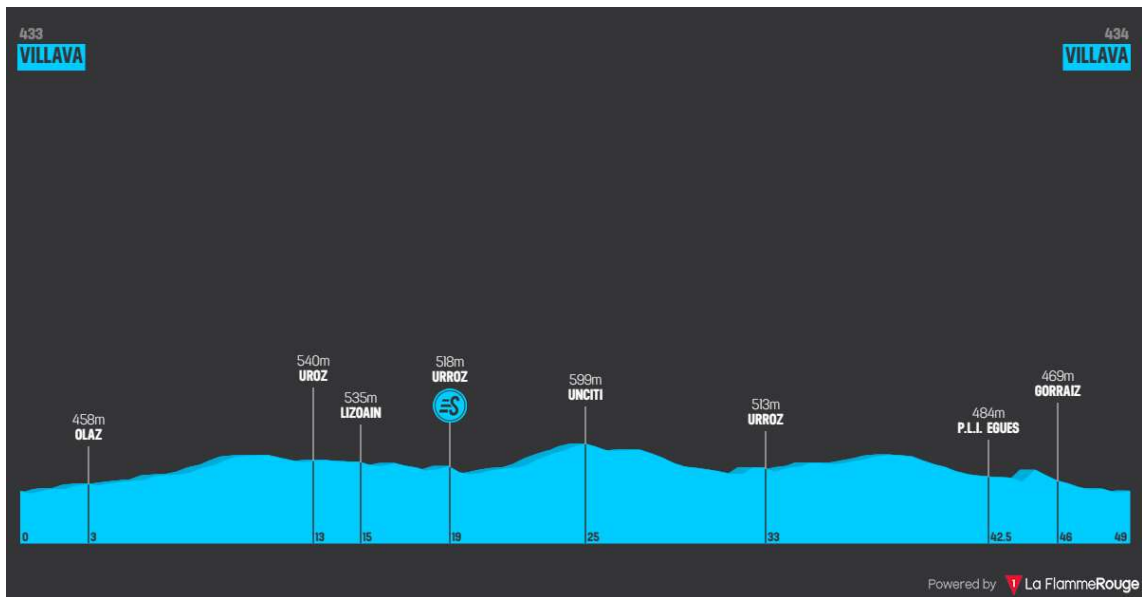 433
VILLAVA
434
VILLAVA
458m
OLAZ
540m
UROZ
535m
LIZOAIN
518m
URROZ
S
599m
UNCITI
513m
URROZ
484m
P.L.I. EGUES
469m
GORRAIZ
0
3
13
15
19
25
33
42.5
46
49
Powered by 1 La FlammeRouge